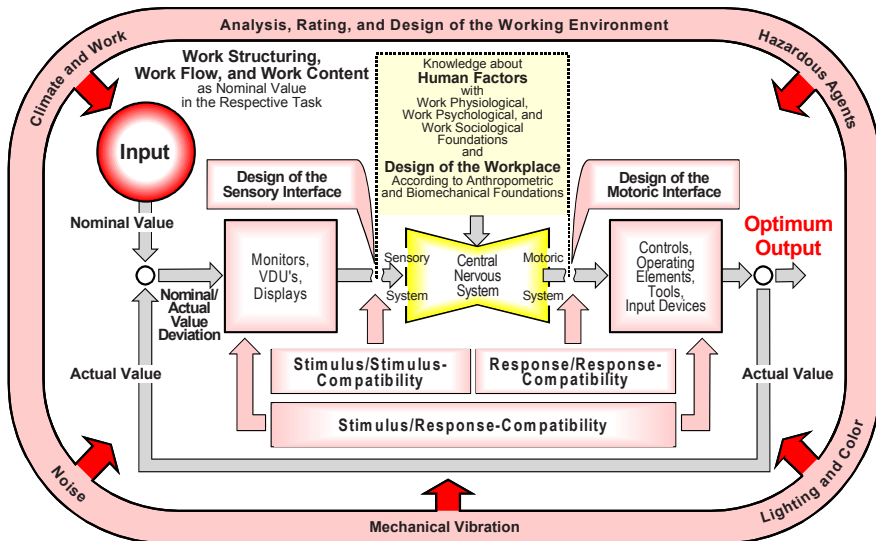 Analysis, Rating, and Design of the Working Environment
Climate and Work
Hazardous Agents
Work Structuring,
Work Flow, and Work Content
as Nominal Value
in the Respective Task
Knowledge about
Human Factors
with
Work Physiological,
Work Psychological, and
Work Sociological
Foundations
and
Design of the Workplace
According to Anthropometric
and Biomechanical Foundations
Input
Design of the
Sensory Interface
Design of the
Motoric Interface
Nominal Value
Optimum
Output
Monitors,
VDU's,
Displays
Sensory
System
Central
Nervous
System
Motoric
System
Controls,
Operating
Elements,
Tools,
Input Devices
Nominal/
Actual
Value
Deviation
Actual Value
Stimulus/Stimulus-
Compatibility
Response/Response-
Compatibility
Actual Value
Stimulus/Response-Compatibility
Noise
Mechanical Vibration
Lighting and Color